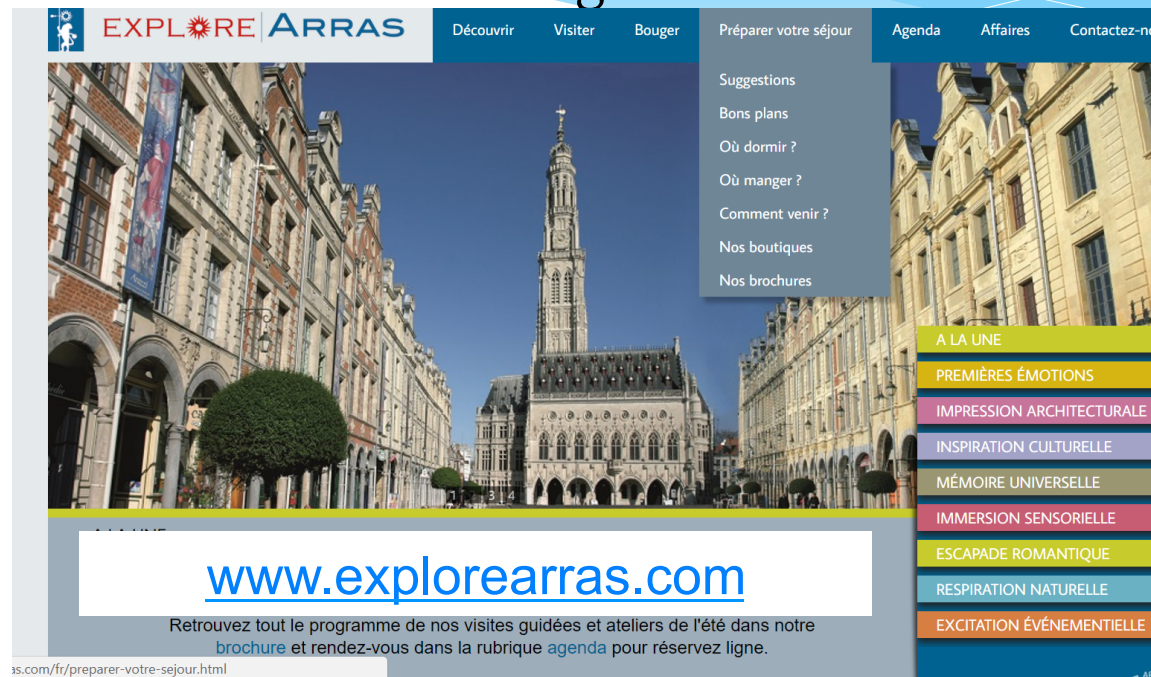 EXPLORE ARRAS
Découvrir Visiter Bouger Préparer votre séjour Agenda Affaires
Suggestions
Bons plans
Où dormir ?
Où manger ?
Comment venir ?
Nos boutiques
Nos brochures
A LA UNE
PREMIÈRES ÉMOTIONS
IMPRESSION ARCHITECTURALE
INSPIRATION CULTURELLE
MÉMOIRE UNIVERSELLE
IMMERSION SENSORIELLE
ESCAPADE ROMANTIQUE
RESPIRATION NATURELLE
EXCITATION ÉVÉNEMENTIELLE
1 2 3 4
www.explorearras.com
Retrouvez tout le programme de nos visites guidées et ateliers de l'été dans notre
brochure et rendez-vous dans la rubrique agenda pour réservez ligne.
as.com/fr/preparer-votre-sejour.html